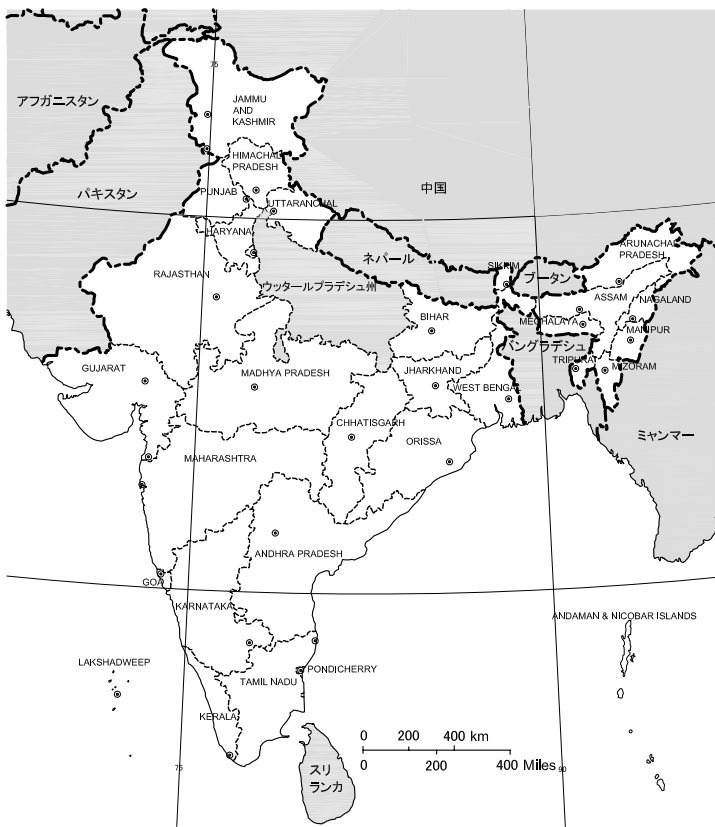 75
アフガニスタン
JAMMU
AND
KASHMIR
HIMACHAL
PRADESH
パキスタン
PUNJAB
UTTARANCHAL
中国
HARYANA
ネパール
SIKKIM
ブータン
ARUNACHAL
PRADESH
RAJASTHAN
ウッタールプラデシュ州
ASSAM
NAGALAND
BIHAR
MEGHALAYA
MANIPUR
バングラデシュ
GUJARAT
MADHYA PRADESH
JHARKHAND
WEST BENGAL
TRIPURA
MIZORAM
CHHATISGARH
ORISSA
ミャンマー
MAHARASHTRA
ANDHRA PRADESH
GOA
KARNATAKA
ANDAMAN & NICOBAR ISLANDS
LAKSHADWEEP
PONDICHERRY
TAMIL NADU
KERALA
0 200 400 km
0 200 400 Miles
スリ
ランカ
75
90